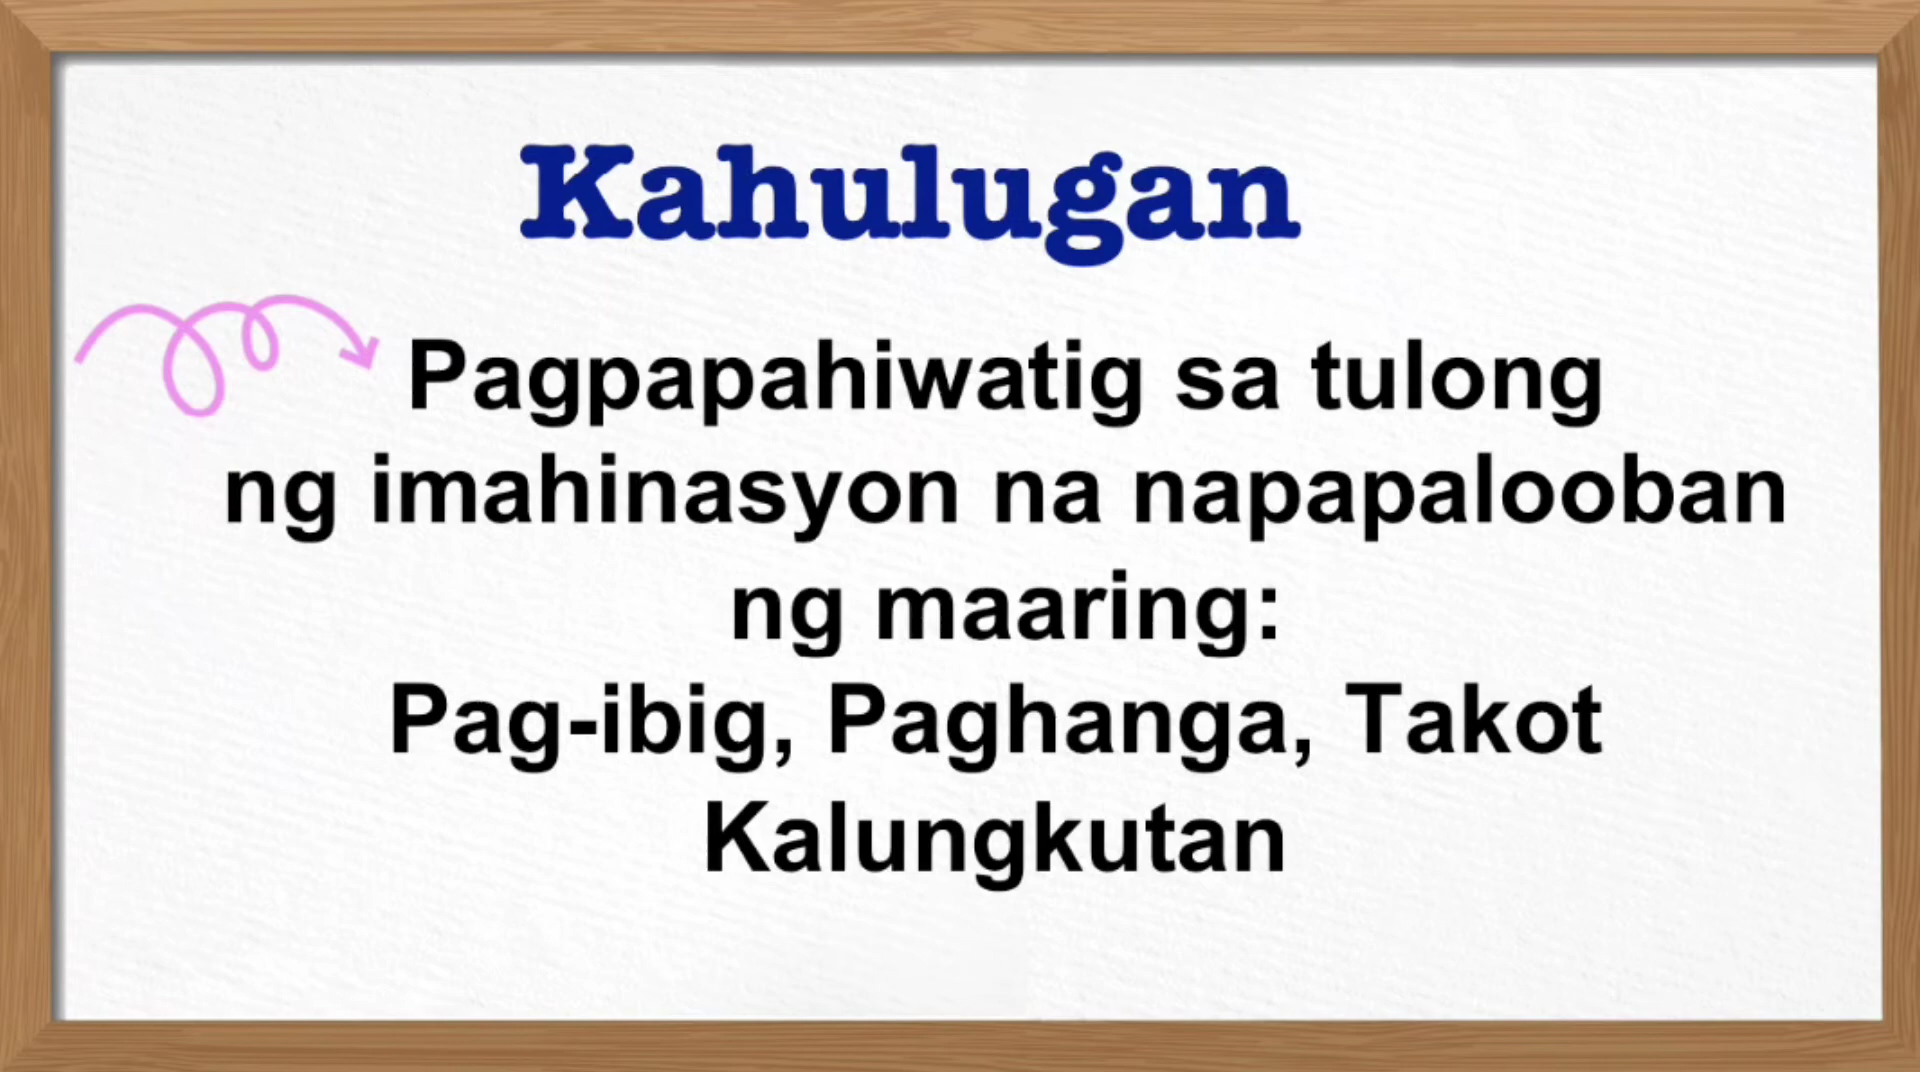 Kahulugan
Pagpapahiwatig sa tulong
ng imahinasyon na napapalooban
ng maaring:
Pag-ibig, Paghanga, Takot
Kalungkutan